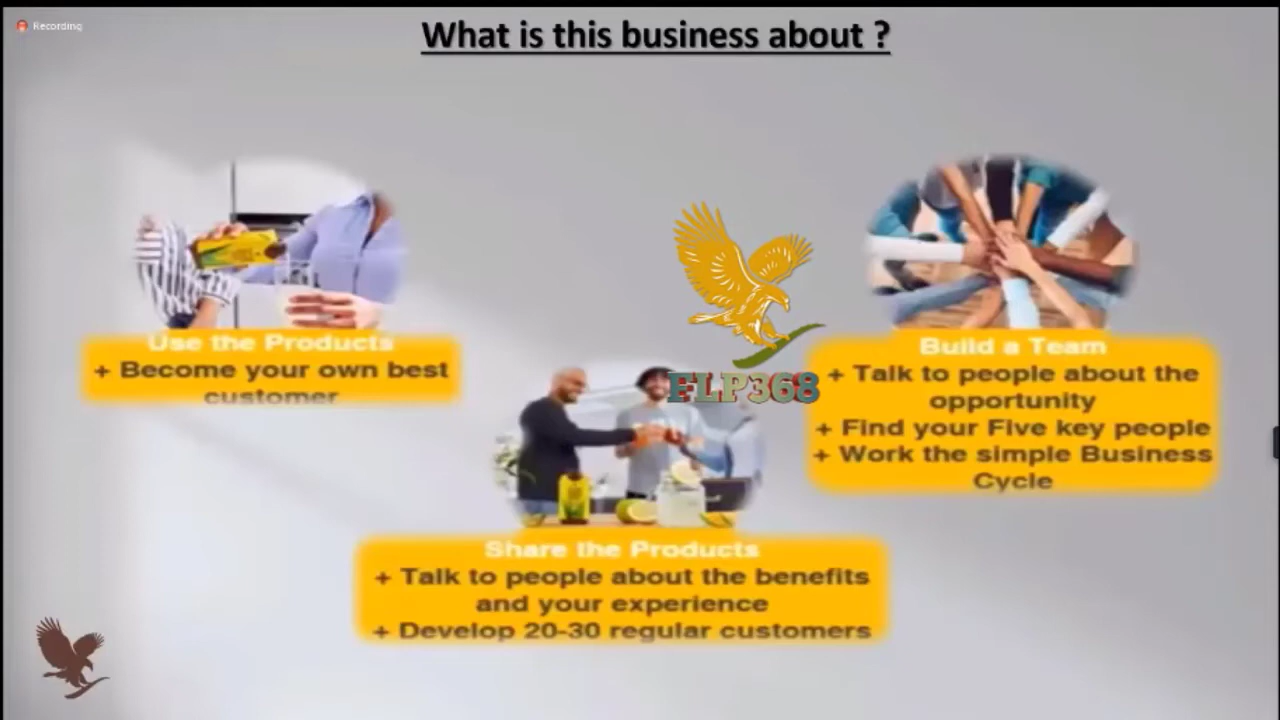 Recording
What is this business about ?
Use the Products
+ Become your own best
customer
FLP368
Build a Team
+ Talk to people about the
opportunity
+ Find your Five key people
+ Work the simple Business
Cycle
Share the Products
+ Talk to people about the benefits
and your experience
+ Develop 20-30 regular customers